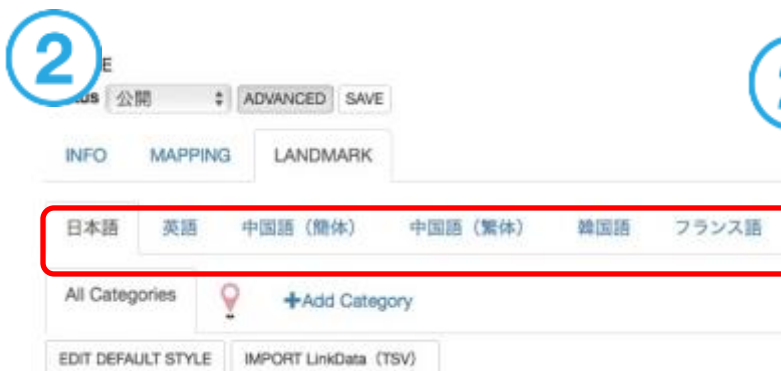 2
公開 ADVANCED SAVE
INFO MAPPING LANDMARK
日本語 英語 中国語（簡体） 中国語（繁体） 韓国語 フランス語
All Categories +Add Category
EDIT DEFAULT STYLE IMPORT LinkData（TSV）